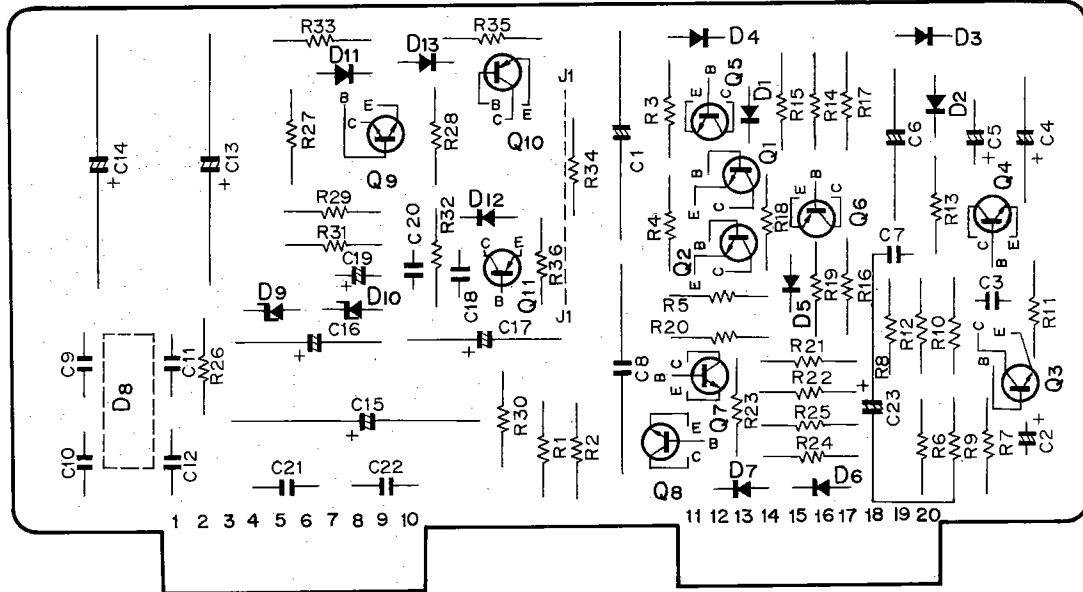 R33
R35
D11
D13
D4
D3
J1
Q5
D1
B
E
C
R3
R15
R14
R17
D2
C6
+ C5
+ C4
B
E
C
R27
R28
B
C
E
Q10
C14
+
C13
+
Q9
R34
C1
Q1
B
E
C
Q4
R29
C20
R32
D12
R4
R18
B
E
C
Q6
R13
R31
C19
+
C18
C
E
B
Q11
R36
Q2
B
C
E
R19
R16
C7
C
E
B
D9
D10
R5
D5
C3
R11
C16
+
C17
+
J1
R20
R21
R8
R12
R10
C
E
B
Q3
C9
D8
C11
R26
C8
C
B
E
Q7
R23
R22
+
C23
C15
+
R30
R1
R2
R25
R24
R6
R9
R7
+
C2
C10
C12
E
B
C
Q8
C21
C22
D7
D6
1 2 3 4 5 6 7 8 9 10 11 12 13 14 15 16 17 18 19 20